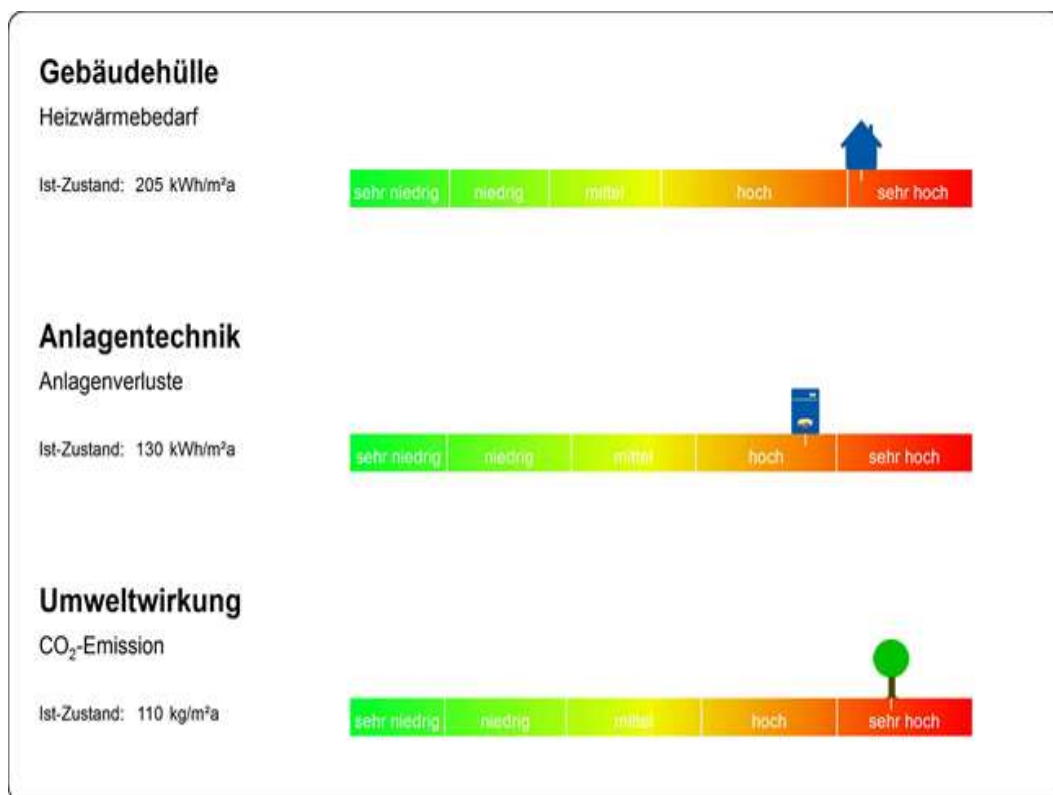 Gebäudehülle
Heizwärmebedarf
Ist-Zustand: 205 kWh/m²a
sehr niedrig niedrig mittel hoch sehr hoch
Anlagentechnik
Anlagenverluste
Ist-Zustand: 130 kWh/m²a
sehr niedrig niedrig mittel hoch sehr hoch
Umweltwirkung
CO₂-Emission
Ist-Zustand: 110 kg/m²a
sehr niedrig niedrig mittel hoch sehr hoch